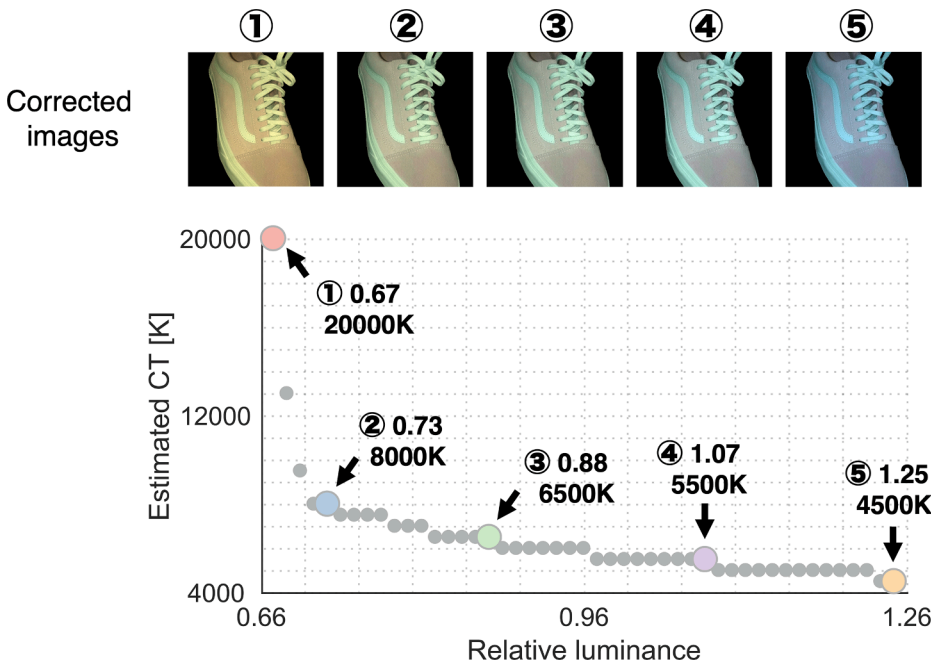 ① ② ③ ④ ⑤
Corrected
images
20000
12000
4000
Estimated CT [K]
① 0.67
20000K
② 0.73
8000K
③ 0.88
6500K
④ 1.07
5500K
⑤ 1.25
4500K
0.66 0.96 1.26
Relative luminance